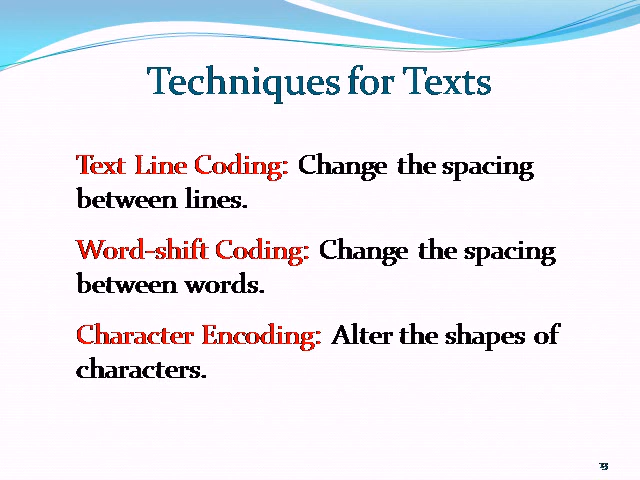 Techniques for Texts
Text Line Coding: Change the spacing
between lines.
Word-shift Coding: Change the spacing
between words.
Character Encoding: Alter the shapes of
characters.